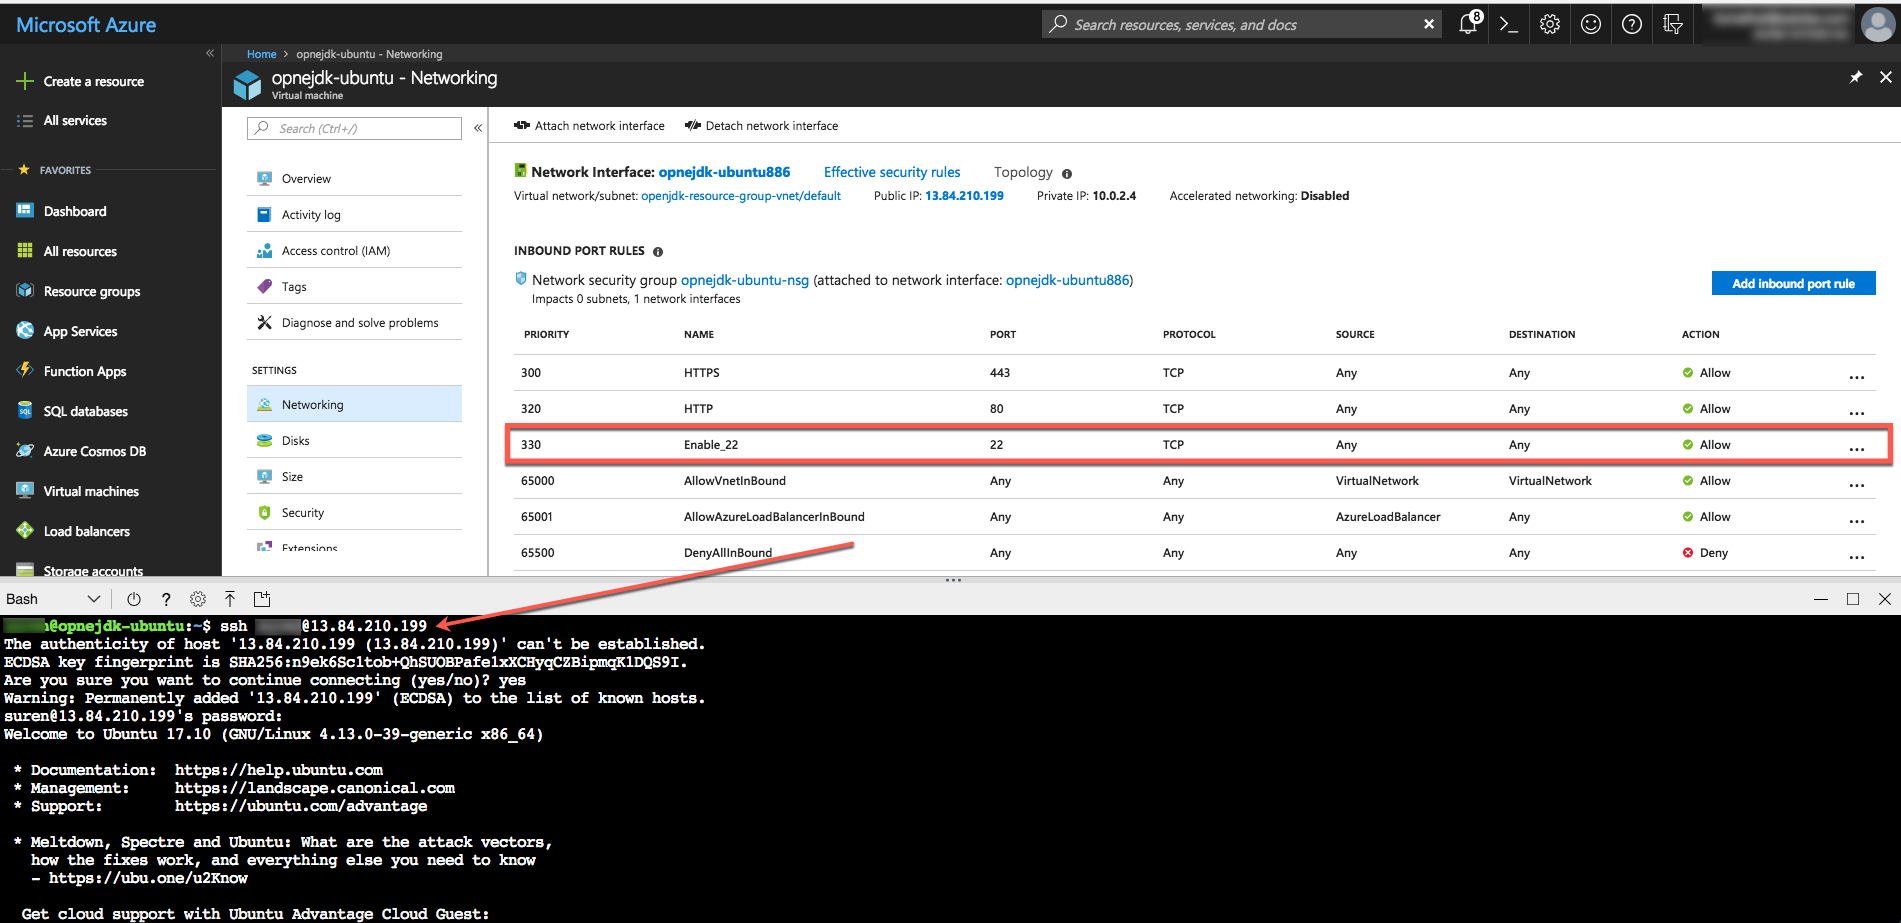 Microsoft Azure
Search resources, services, and docs
8
Home > opnejdk-ubuntu - Networking
opnejdk-ubuntu - Networking
Virtual machine
Create a resource
All services
FAVORITES
Dashboard
All resources
Resource groups
App Services
Function Apps
SQL databases
Azure Cosmos DB
Virtual machines
Load balancers
Storage accounts
Search (Ctrl+/)
Overview
Activity log
Access control (IAM)
Tags
Diagnose and solve problems
SETTINGS
Networking
Disks
Size
Security
Extensions
Attach network interface Detach network interface
Network Interface: opnejdk-ubuntu886 Effective security rules Topology
Virtual network/subnet: openjdk-resource-group-vnet/default Public IP: 13.84.210.199 Private IP: 10.0.2.4 Accelerated networking: Disabled
INBOUND PORT RULES
Network security group opnejdk-ubuntu-nsg (attached to network interface: opnejdk-ubuntu886)
Impacts 0 subnets, 1 network interfaces
Add inbound port rule
PRIORITY NAME PORT PROTOCOL SOURCE DESTINATION ACTION
300 HTTPS 443 TCP Any Any Allow ...
320 HTTP 80 TCP Any Any Allow ...
330 Enable_22 22 TCP Any Any Allow ...
65000 AllowVnetInBound Any Any VirtualNetwork VirtualNetwork Allow ...
65001 AllowAzureLoadBalancerInBound Any Any AzureLoadBalancer Any Allow ...
65500 DenyAllInBound Any Any Any Any Deny ...
Bash
@opnejdk-ubuntu:~$ ssh @13.84.210.199
The authenticity of host '13.84.210.199 (13.84.210.199)' can't be established.
ECDSA key fingerprint is SHA256:n9ek6Sc1tob+QhSUOBPafe1xXCHyqCZBipmqK1DQS9I.
Are you sure you want to continue connecting (yes/no)? yes
Warning: Permanently added '13.84.210.199' (ECDSA) to the list of known hosts.
suren@13.84.210.199's password:
Welcome to Ubuntu 17.10 (GNU/Linux 4.13.0-39-generic x86_64)
* Documentation: https://help.ubuntu.com
* Management: https://landscape.canonical.com
* Support: https://ubuntu.com/advantage
* Meltdown, Spectre and Ubuntu: What are the attack vectors,
how the fixes work, and everything else you need to know
- https://ubu.one/u2Know
Get cloud support with Ubuntu Advantage Cloud Guest: